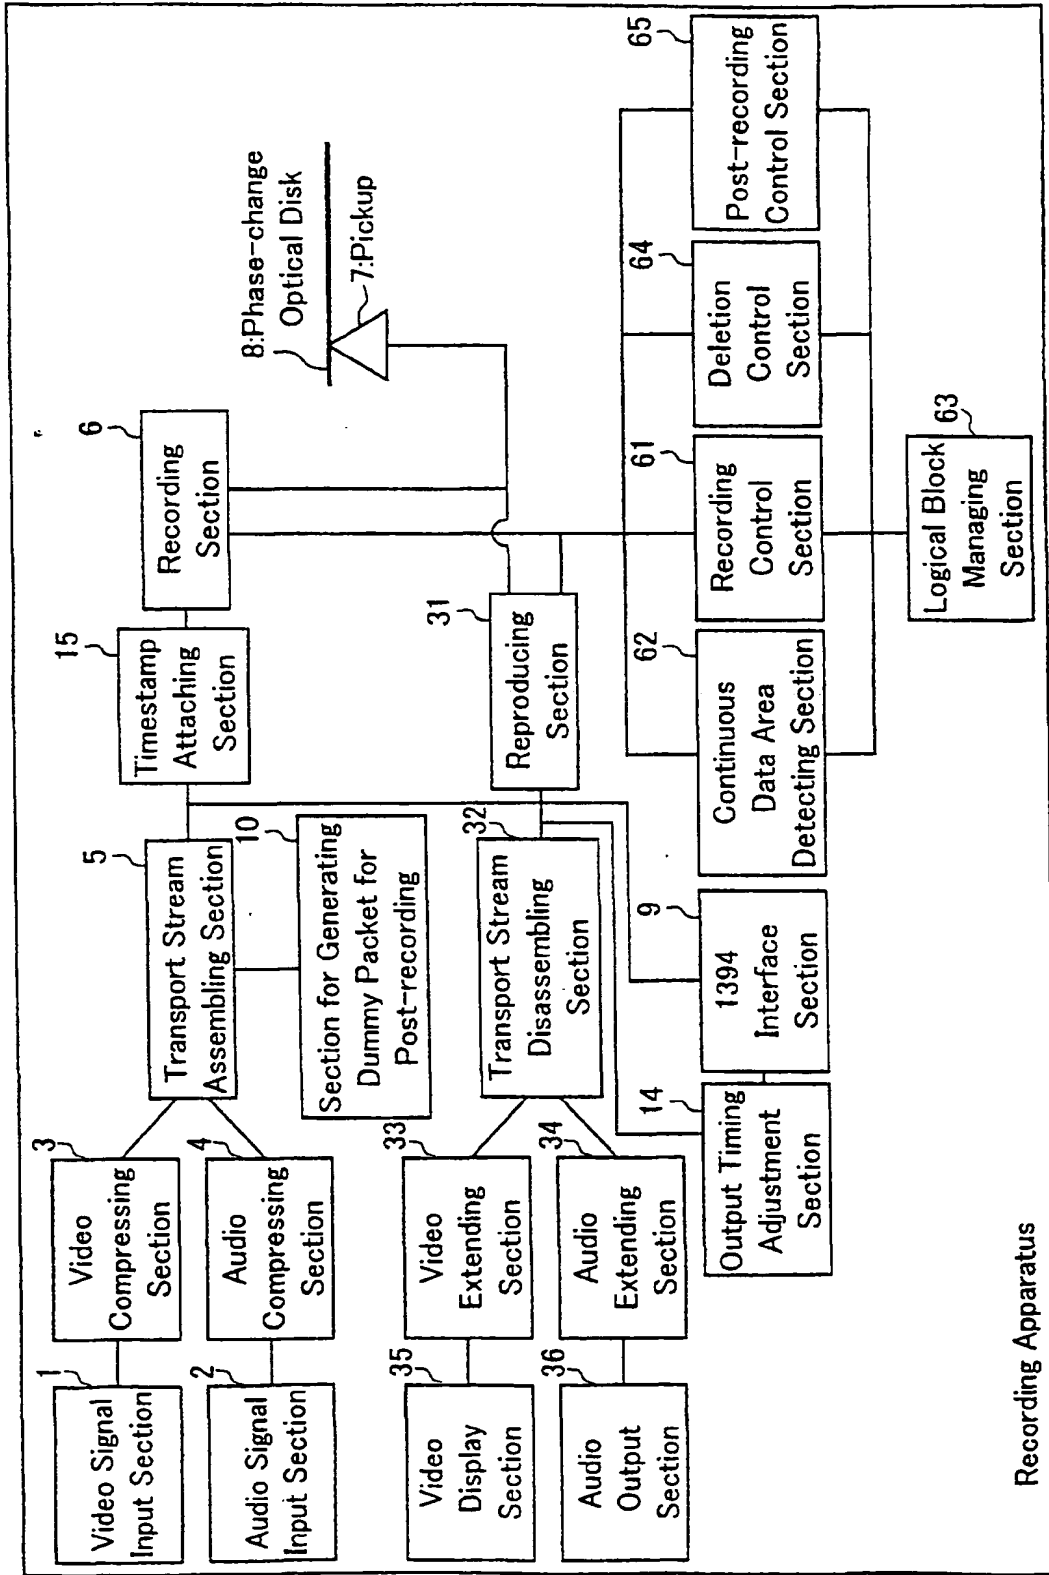 1
Video Signal
Input Section
3
Video
Compressing
Section
2
Audio Signal
Input Section
4
Audio
Compressing
Section
5
Transport Stream
Assembling Section
15
Timestamp
Attaching
Section
6
Recording
Section
8:Phase-change
Optical Disk
7:Pickup
10
Section for Generating
Dummy Packet for
Post-recording
35
Video
Display
Section
33
Video
Extending
Section
36
Audio
Output
Section
34
Audio
Extending
Section
32
Transport Stream
Disassembling
Section
31
Reproducing
Section
14
Output Timing
Adjustment
Section
9
1394
Interface
Section
62
Continuous
Data Area
Detecting Section
61
Recording
Control
Section
64
Deletion
Control
Section
65
Post-recording
Control Section
63
Logical Block
Managing
Section
Recording Apparatus